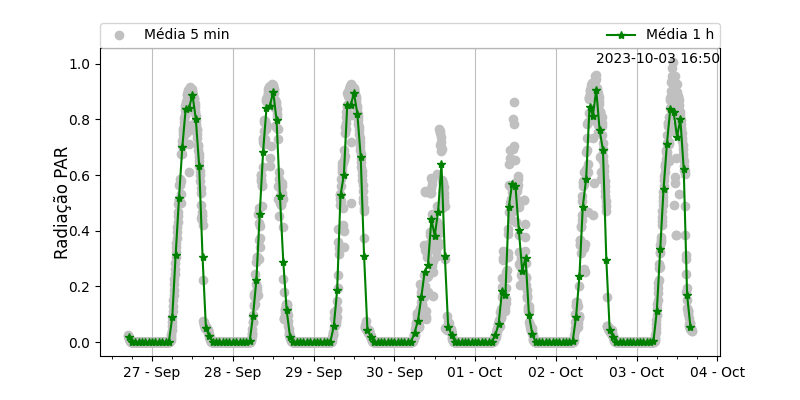 Média 5 min
Média 1 h
2023-10-03 16:50
Radiação PAR
1.0
0.8
0.6
0.4
0.2
0.0
27 - Sep
28 - Sep
29 - Sep
30 - Sep
01 - Oct
02 - Oct
03 - Oct
04 - Oct